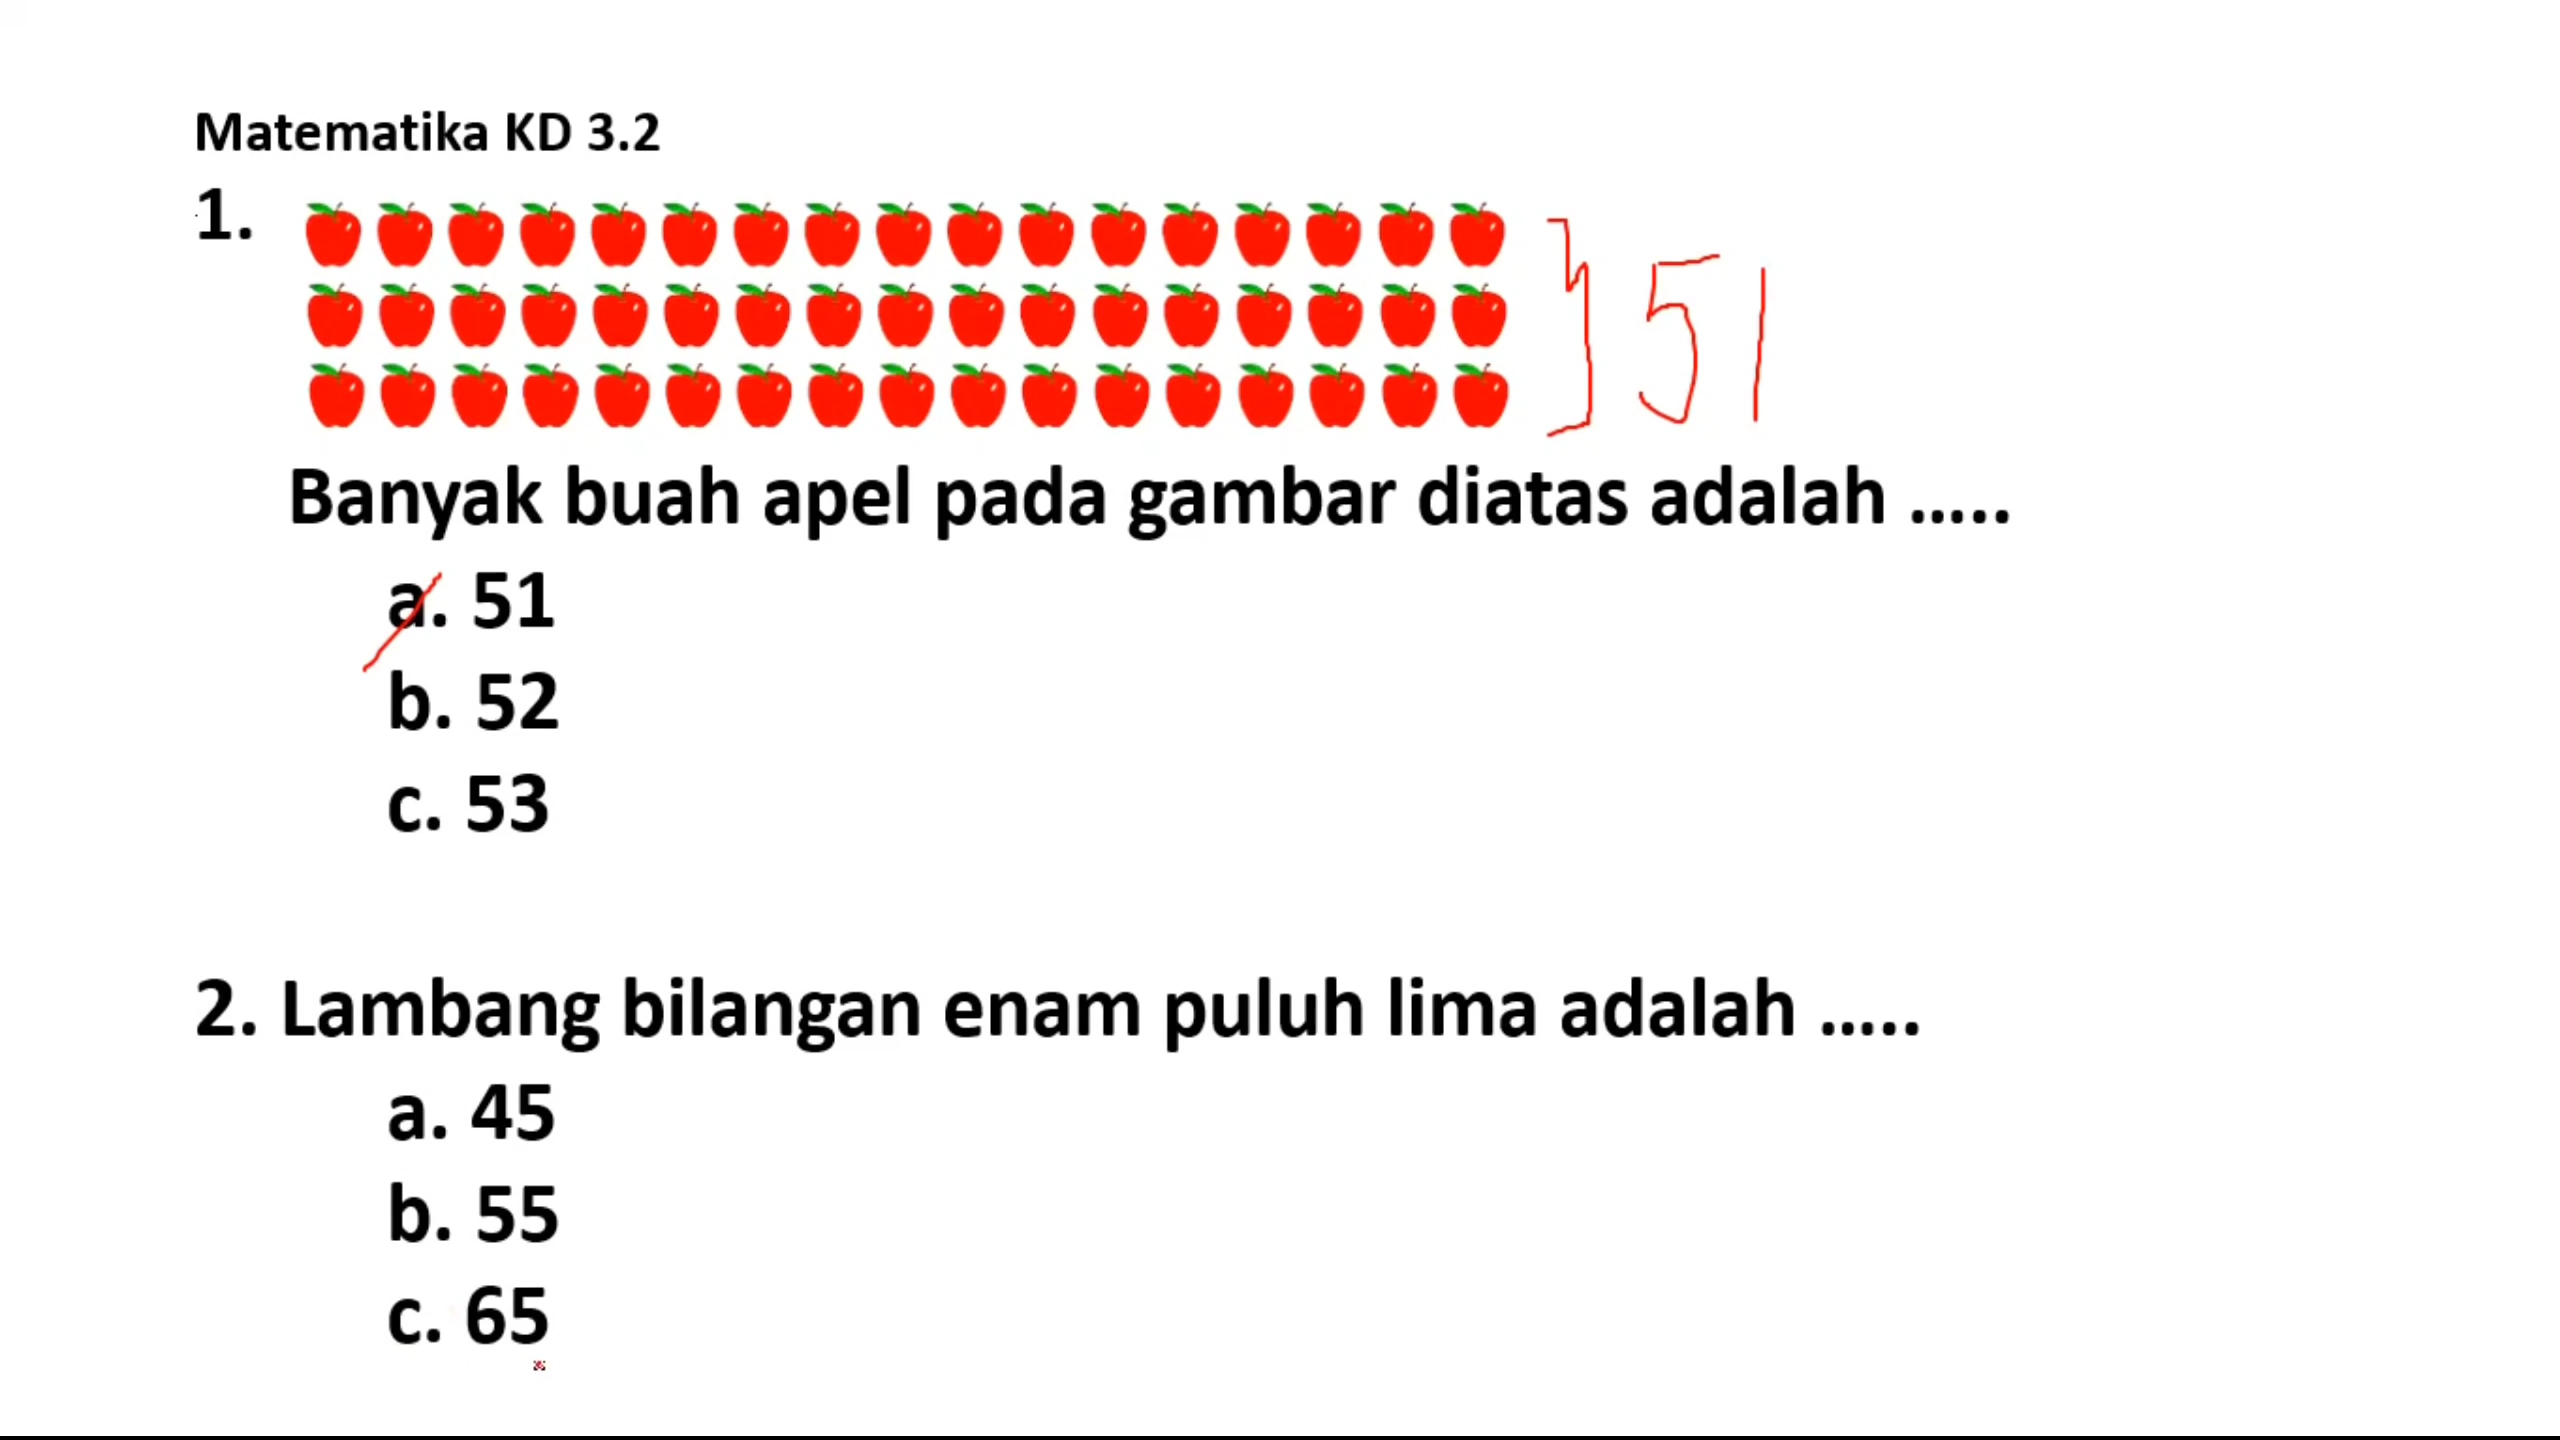 Matematika KD 3.2
1.
51
Banyak buah apel pada gambar diatas adalah .....
a. 51
b. 52
c. 53
2. Lambang bilangan enam puluh lima adalah .....
a. 45
b. 55
c. 65